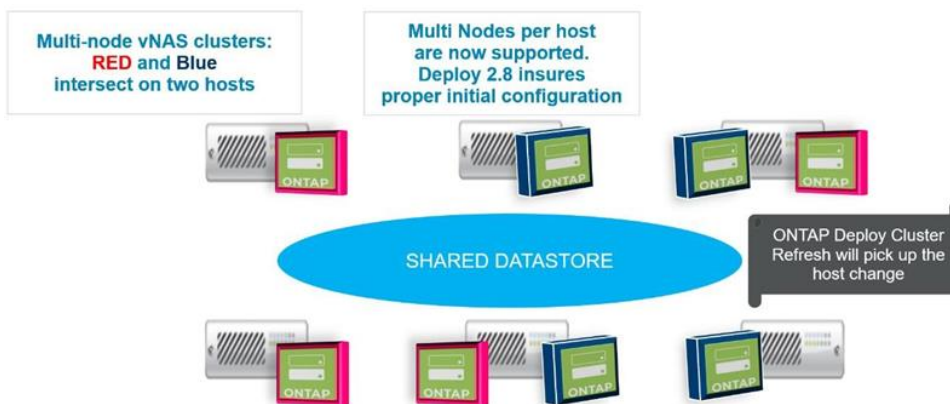 Multi-node vNAS clusters:
RED and Blue
intersect on two hosts
Multi Nodes per host
are now supported.
Deploy 2.8 insures
proper initial configuration
ONTAP
ONTAP
ONTAP
ONTAP
SHARED DATASTORE
ONTAP Deploy Cluster
Refresh will pick up the
host change
ONTAP
ONTAP
ONTAP
ONTAP